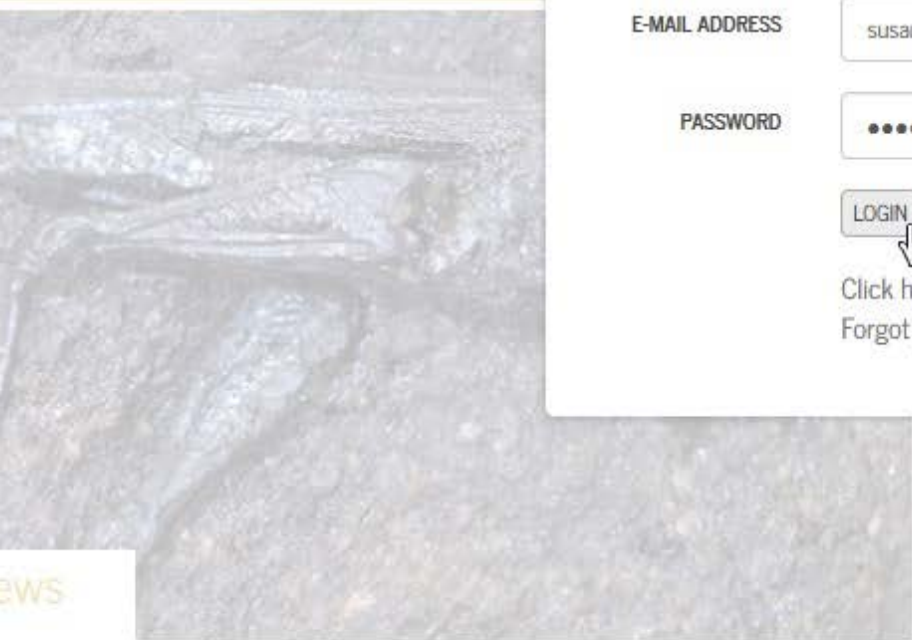 E-MAIL ADDRESS
susa
PASSWORD
LOGIN
Click h
Forgot
ews